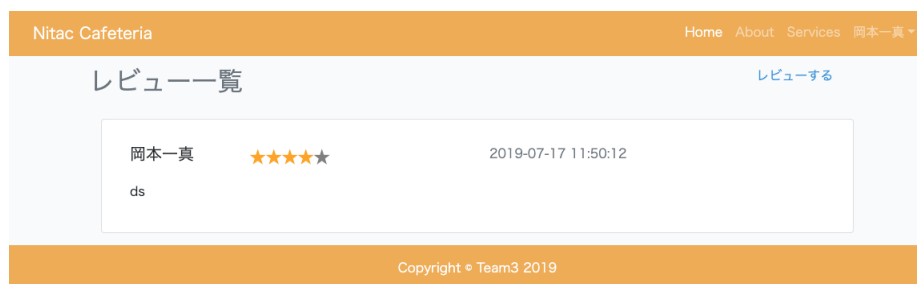 Nitac Cafeteria Home About Services 岡本一真
レビュー一覧 レビューする
岡本一真 ★★★★★ 2019-07-17 11:50:12
ds
Copyright © Team3 2019